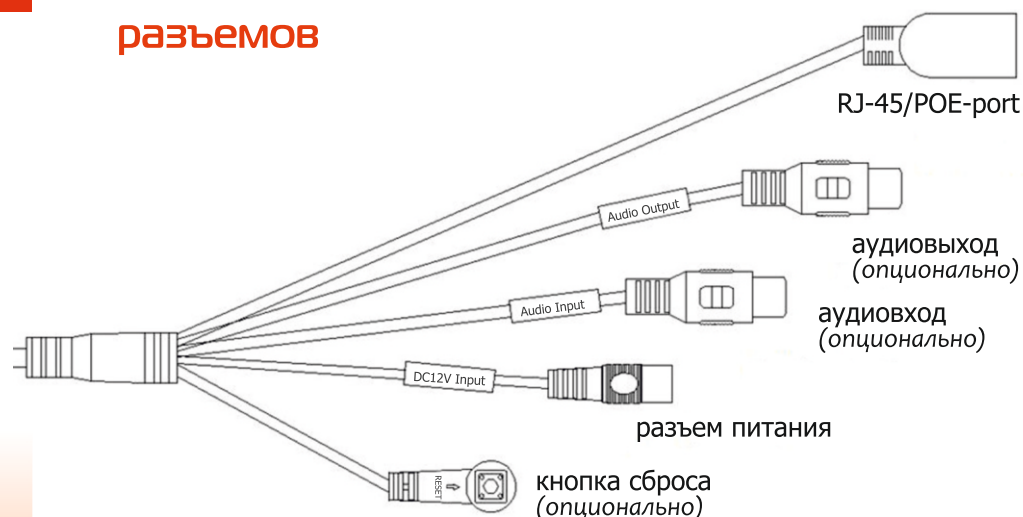 разъемов
RJ-45/POE-port
Audio Output
аудиовыход
(опционально)
Audio Input
аудиовход
(опционально)
DC12V Input
разъем питания
RESET
кнопка сброса
(опционально)